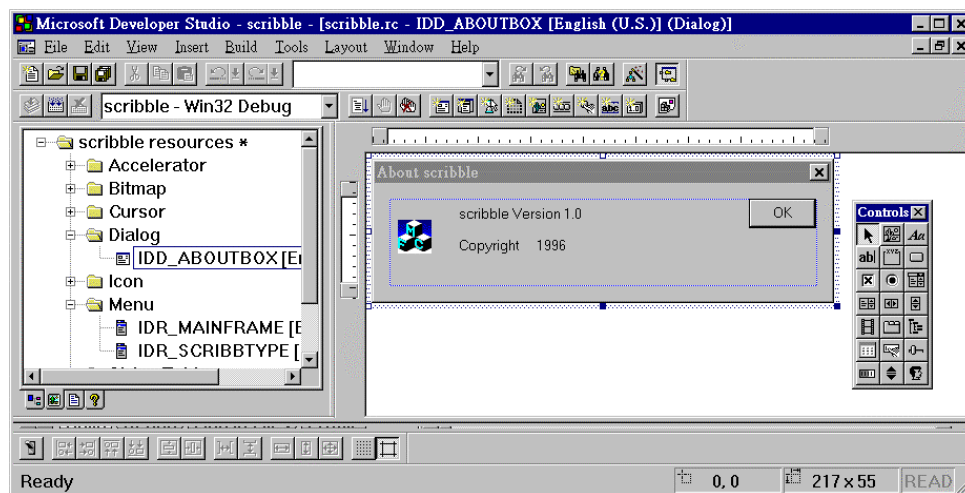 Microsoft Developer Studio - scribble - [scribble.rc - IDD_ABOUTBOX [English (U.S.)] (Dialog)]
File Edit View Insert Build Tools Layout Window Help
scribble - Win32 Debug
scribble resources *
Accelerator
Bitmap
Cursor
Dialog
IDD_ABOUTBOX [E
Icon
Menu
IDR_MAINFRAME [E
IDR_SCRIBBTYPE [
About scribble
scribble Version 1.0
OK
Copyright 1996
Controls
Aa
ab|
XYZ
Ready
0, 0
217 x 55
READ